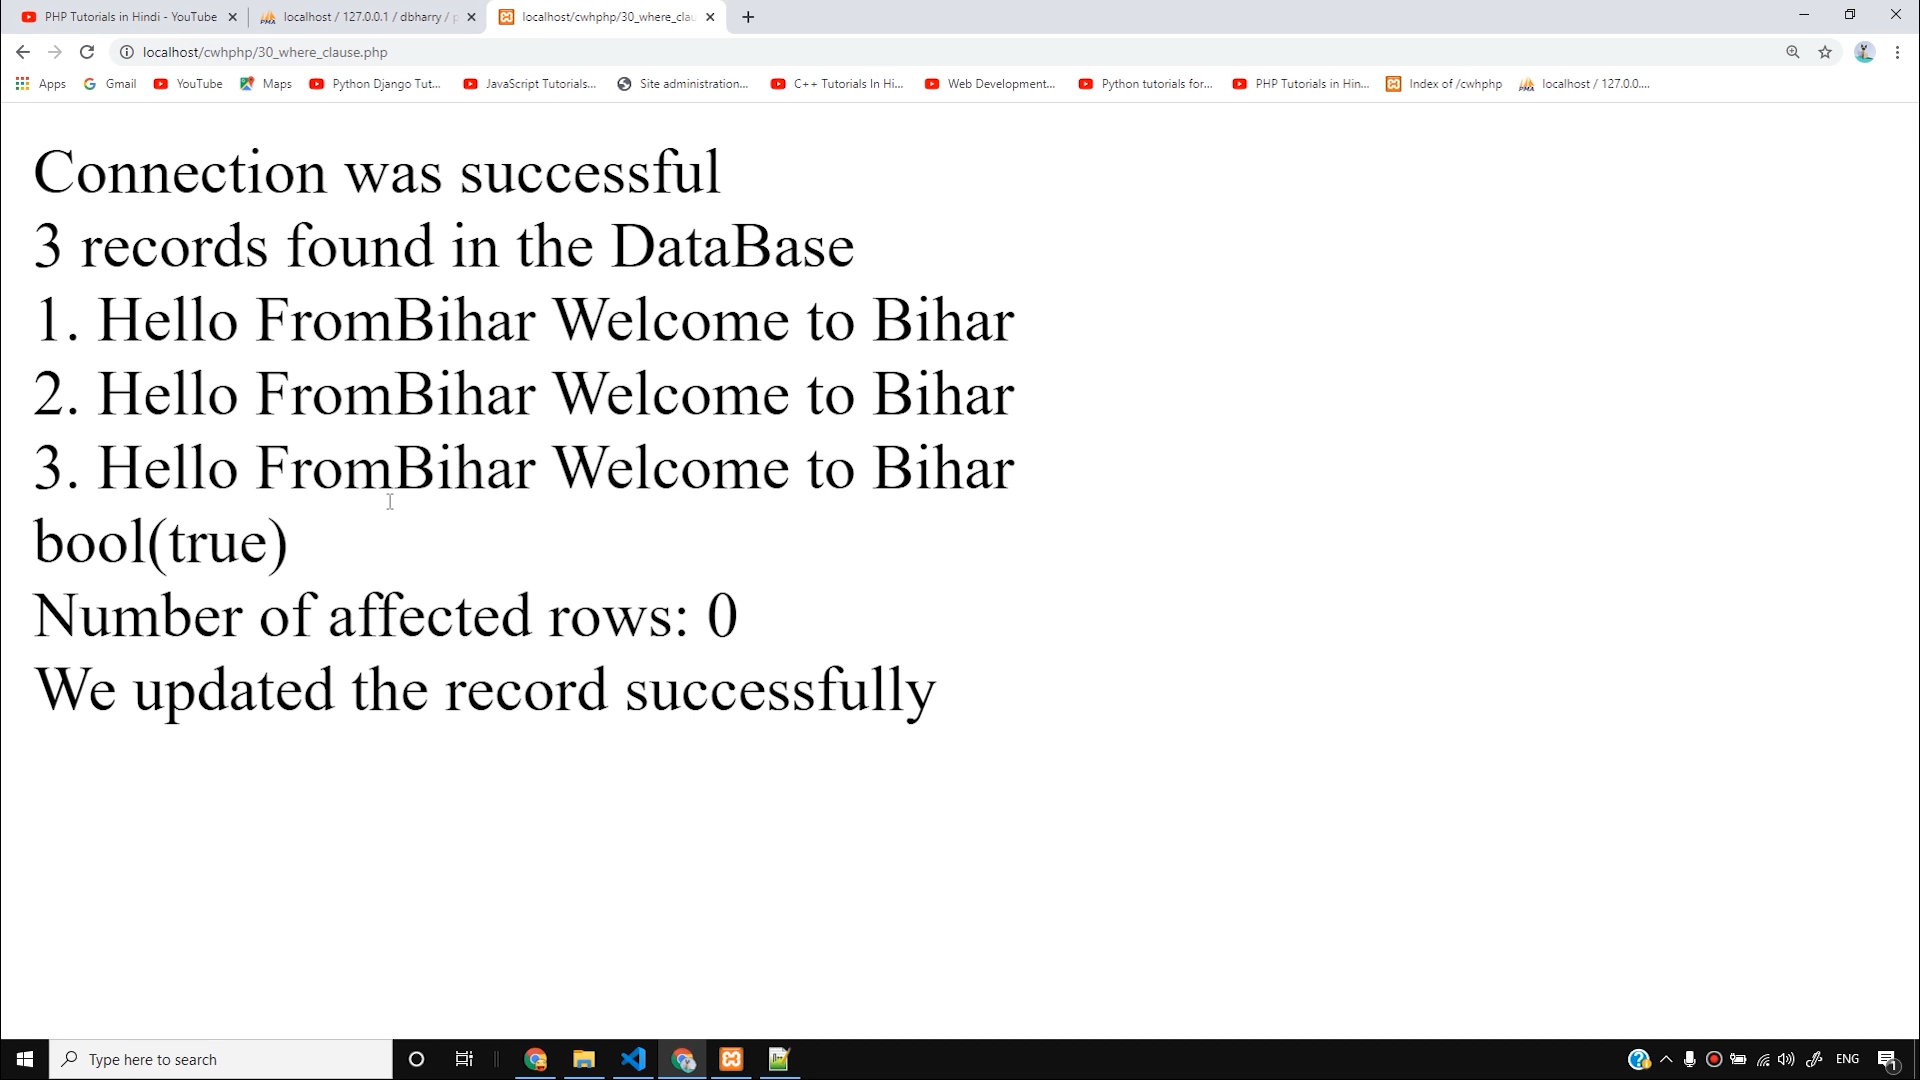 PHP Tutorials in Hindi - YouTube
localhost / 127.0.0.1 / dbharry / p
localhost/cwhphp/30_where_clau
localhost/cwhphp/30_where_clause.php
Apps
Gmail
YouTube
Maps
Python Django Tut...
JavaScript Tutorials...
Site administration...
C++ Tutorials In Hi...
Web Development...
Python tutorials for...
PHP Tutorials in Hin...
Index of /cwhphp
localhost / 127.0.0....
Connection was successful
3 records found in the DataBase
1. Hello FromBihar Welcome to Bihar
2. Hello FromBihar Welcome to Bihar
3. Hello FromBihar Welcome to Bihar
bool(true)
Number of affected rows: 0
We updated the record successfully
Type here to search
ENG
1